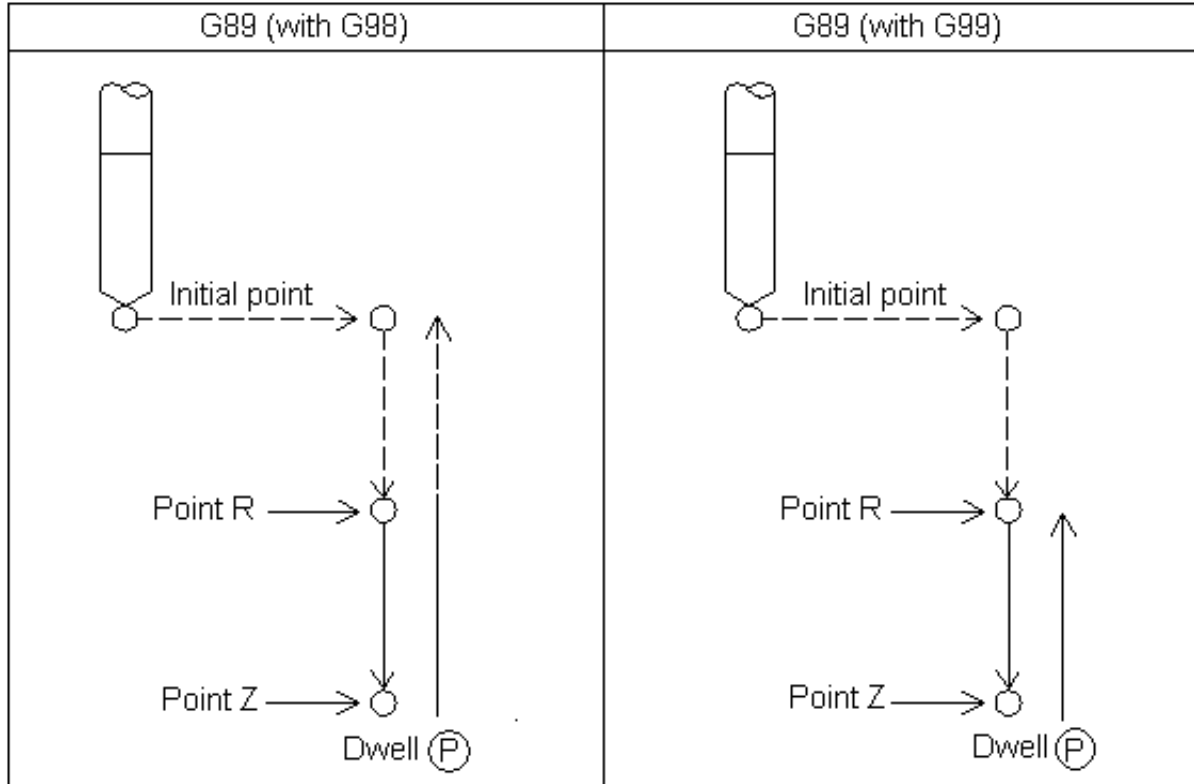 G89 (with G98)
G89 (with G99)
Initial point
Point R
Point Z
Dwell P
Initial point
Point R
Point Z
Dwell P